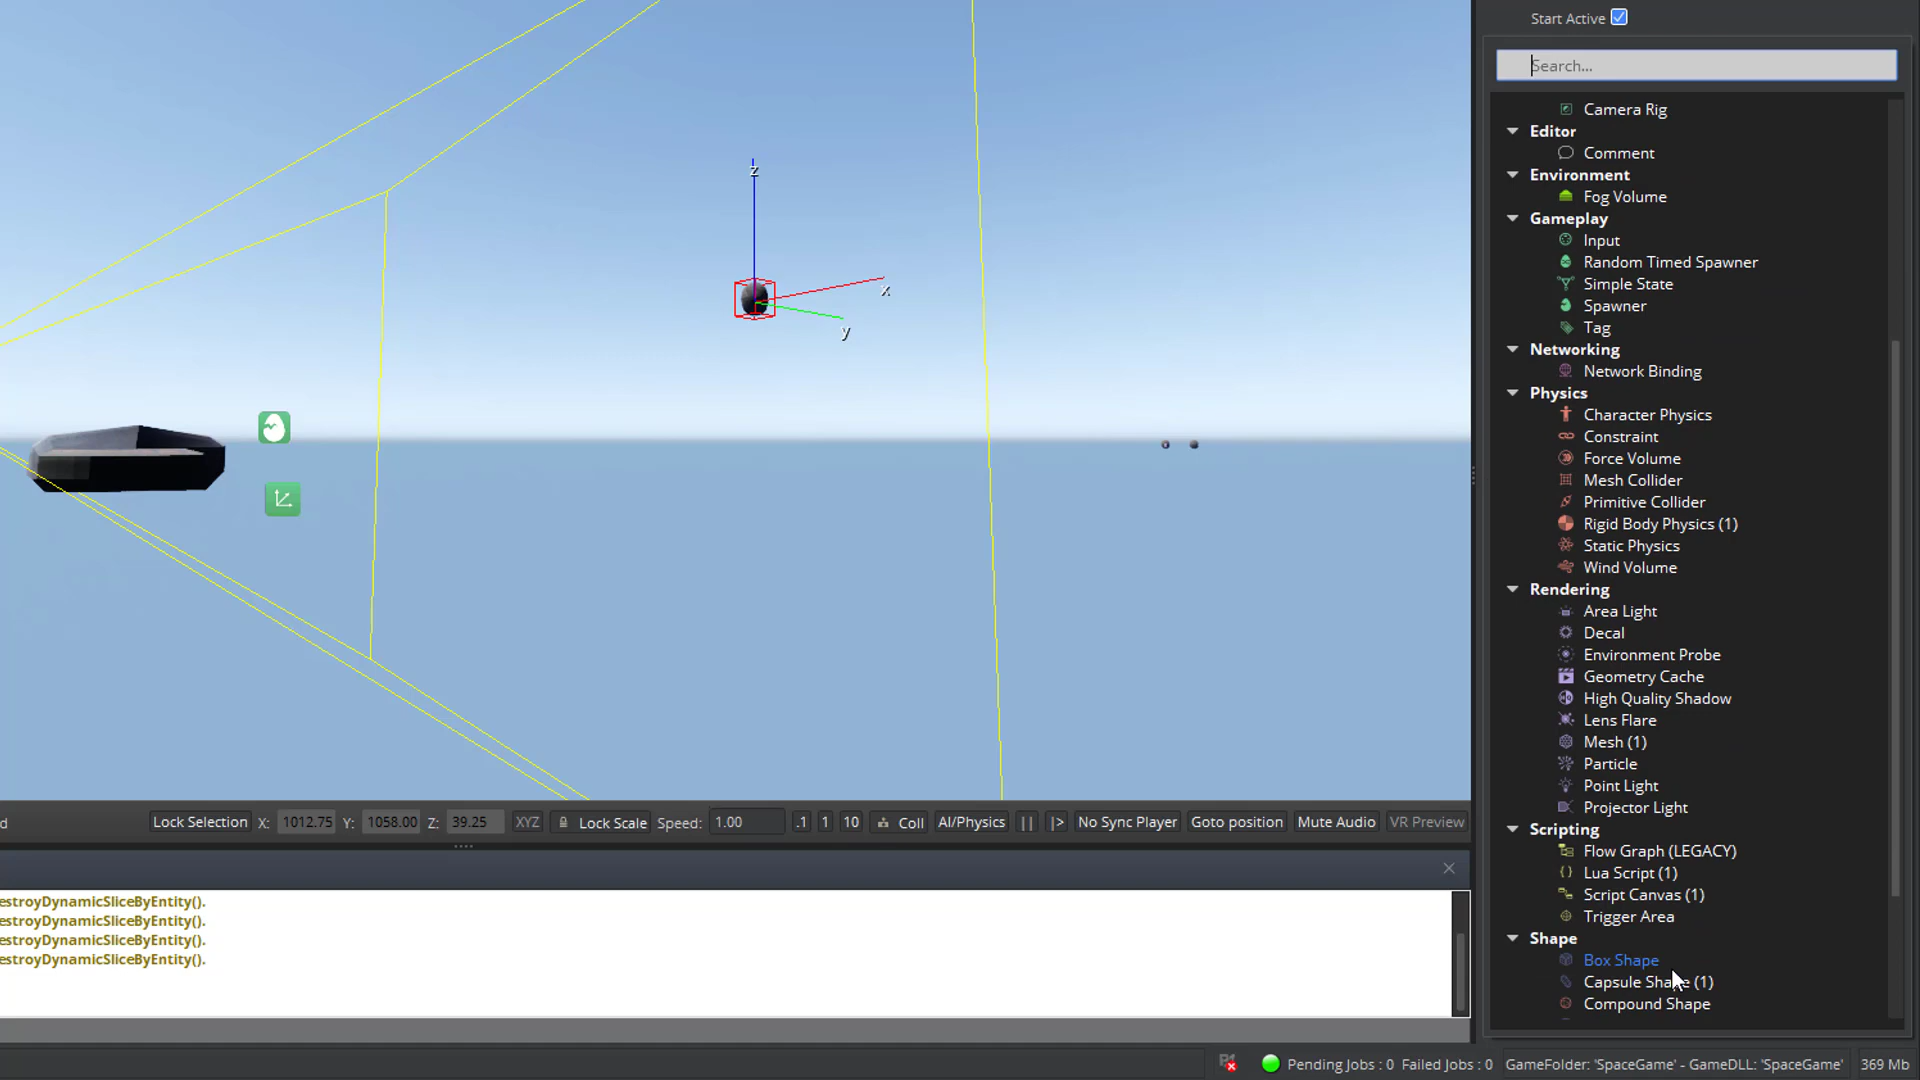 Start Active
Search...
Camera Rig
Editor
Comment
Environment
Fog Volume
Gameplay
Input
Random Timed Spawner
Simple State
Spawner
Tag
Networking
Network Binding
Physics
Character Physics
Constraint
Force Volume
Mesh Collider
Primitive Collider
Rigid Body Physics (1)
Static Physics
Wind Volume
Rendering
Area Light
Decal
Environment Probe
Geometry Cache
High Quality Shadow
Lens Flare
Mesh (1)
Particle
Point Light
Projector Light
Scripting
Flow Graph (LEGACY)
Lua Script (1)
Script Canvas (1)
Trigger Area
Shape
Box Shape
Capsule Shape (1)
Compound Shape
z
x
y
d Lock Selection X: 1012.75 Y: 1058.00 Z: 39.25 XYZ Lock Scale Speed: 1.00 .1 1 10 Coll AI/Physics || |> No Sync Player Goto position Mute Audio VR Preview
estroyDynamicSliceByEntity().
estroyDynamicSliceByEntity().
estroyDynamicSliceByEntity().
estroyDynamicSliceByEntity().
Pending Jobs : 0 Failed Jobs : 0 GameFolder: 'SpaceGame' - GameDLL: 'SpaceGame' 369 Mb